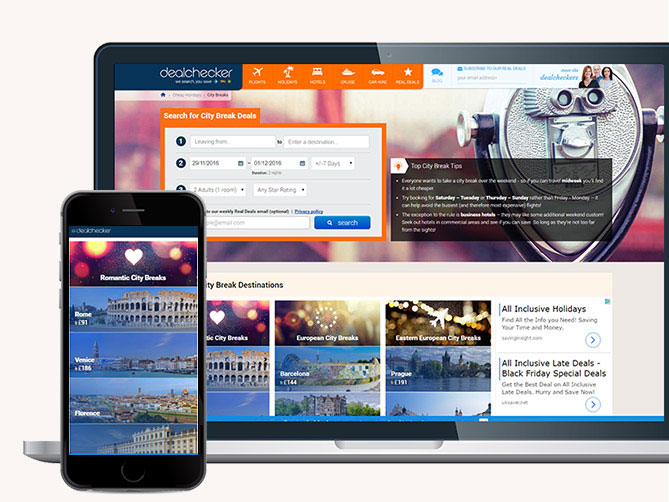 dealchecker
we search, you save
FLIGHTS
HOLIDAYS
HOTELS
CRUISE
CAR HIRE
REAL DEALS
BLOG
SUBSCRIBE TO OUR REAL DEALS
your email address
meet the
dealcheckers
Cheap Holidays > City Breaks
Search for City Break Deals
1 Leaving from... to Enter a destination...
2 29/11/2016 – 01/12/2016 +/-7 Days
Duration: 2 nights
2 Adults (1 room) Any Star Rating
to our weekly Real Deals email (optional) | Privacy policy
@email.com search
Top City Break Tips
• Everyone wants to take a city break over the weekend - so if you can travel midweek you'll find
it a lot cheaper
• Try booking for Saturday – Tuesday or Thursday – Sunday rather than Friday - Monday – it
can help avoid the busiest (and therefore most expensive) flights!
• The exception to the rule is business hotels – they may like some additional weekend custom!
Seek out hotels in commercial areas and see if you can save. So long as they're not too far
from the sights!
ty Break Destinations
City Breaks
European City Breaks
Barcelona
£144
Eastern European City Breaks
Prague
£191
All Inclusive Holidays
Find All the Info you Need! Saving
Your Time and Money.
savinginsight.com
All Inclusive Late Deals -
Black Friday Special Deals
Get the Best Deal on All Inclusive
Late Deals. Hurry and Save Now!
uksave.net
dealchecker
Romantic City Breaks
Rome
£91
Venice
£186
Florence